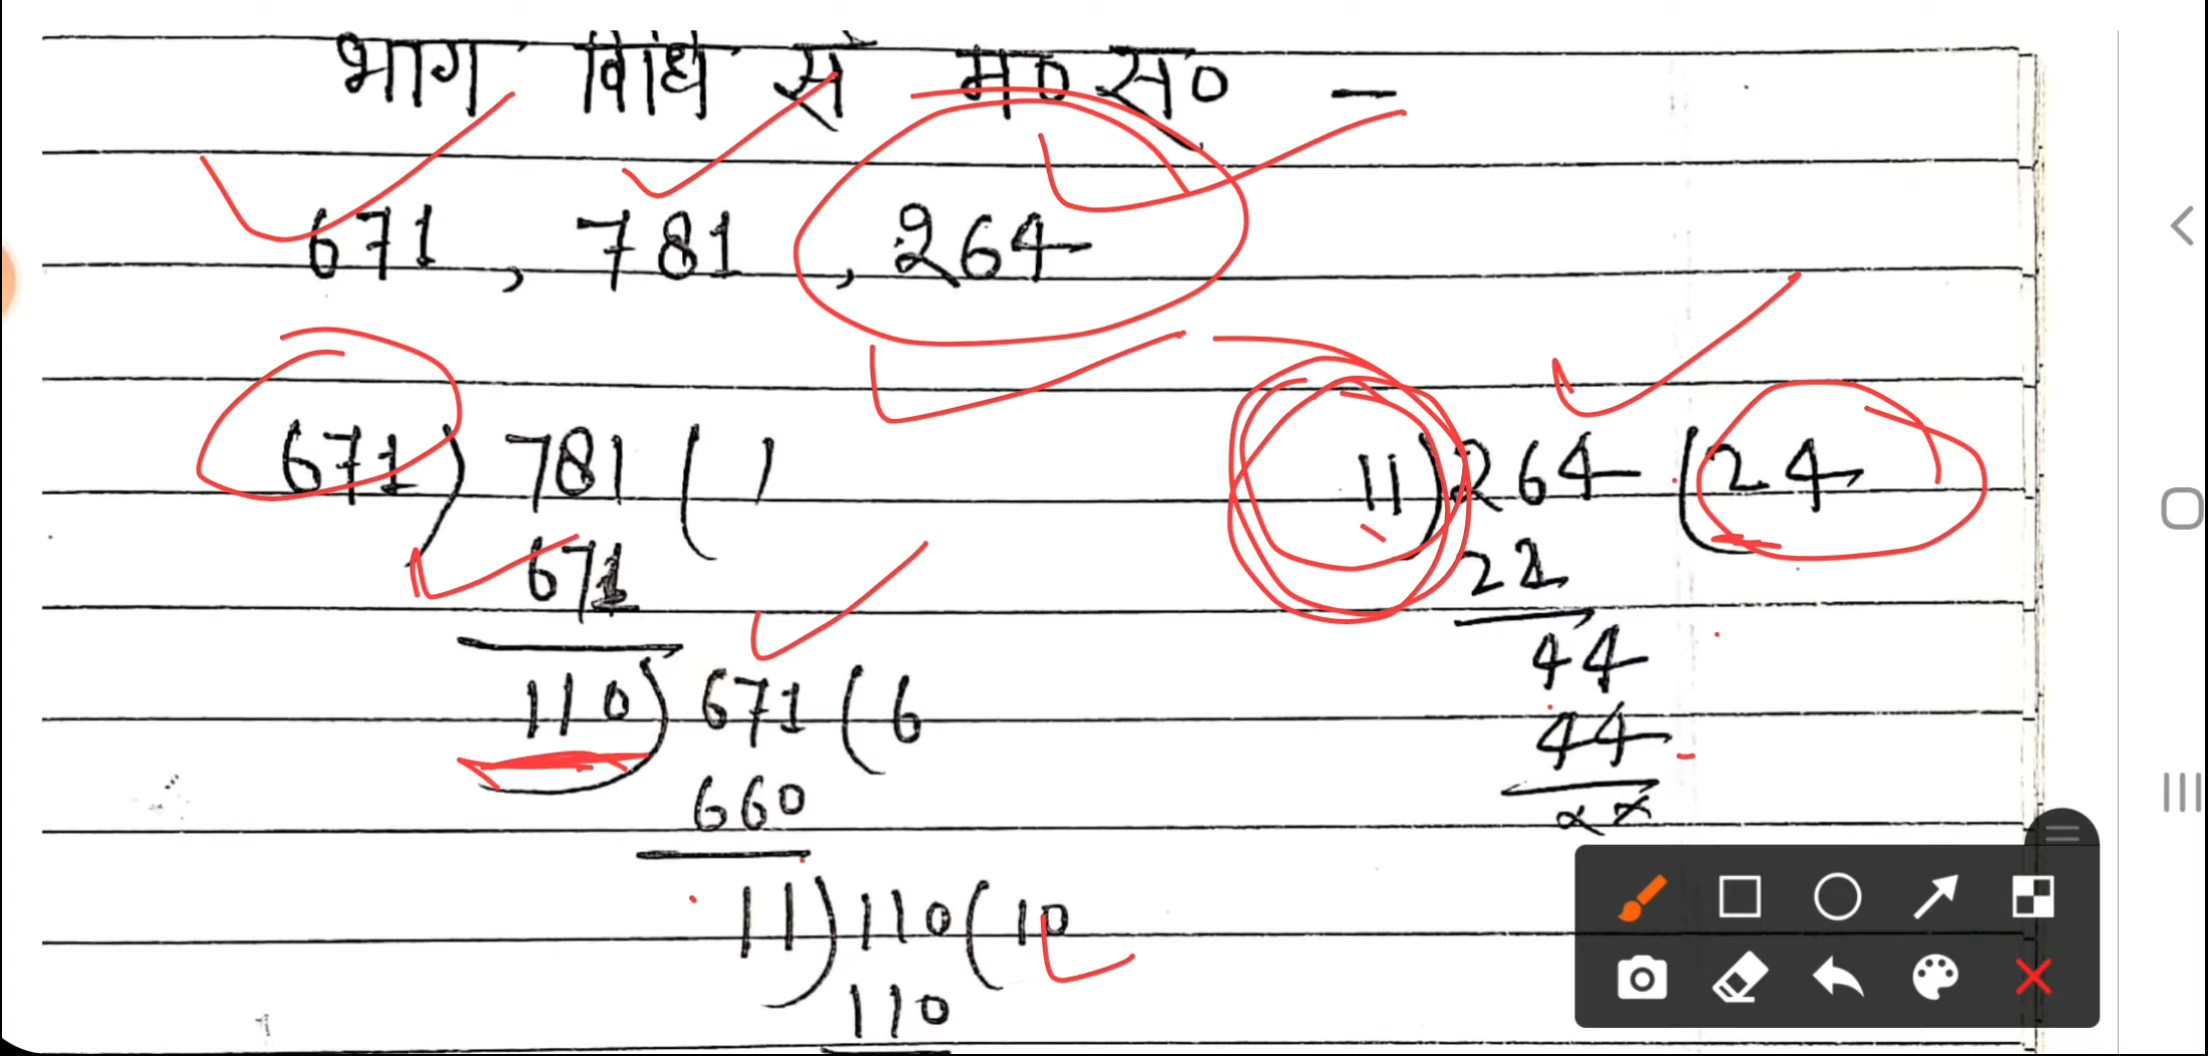 भाग विधि से म० स० –
671 , 781 , 264
671 ) 781 ( 1
671
110 ) 671 ( 6
660
11 ) 110 ( 10
110
11 ) 264 ( 24
22
44
44
××